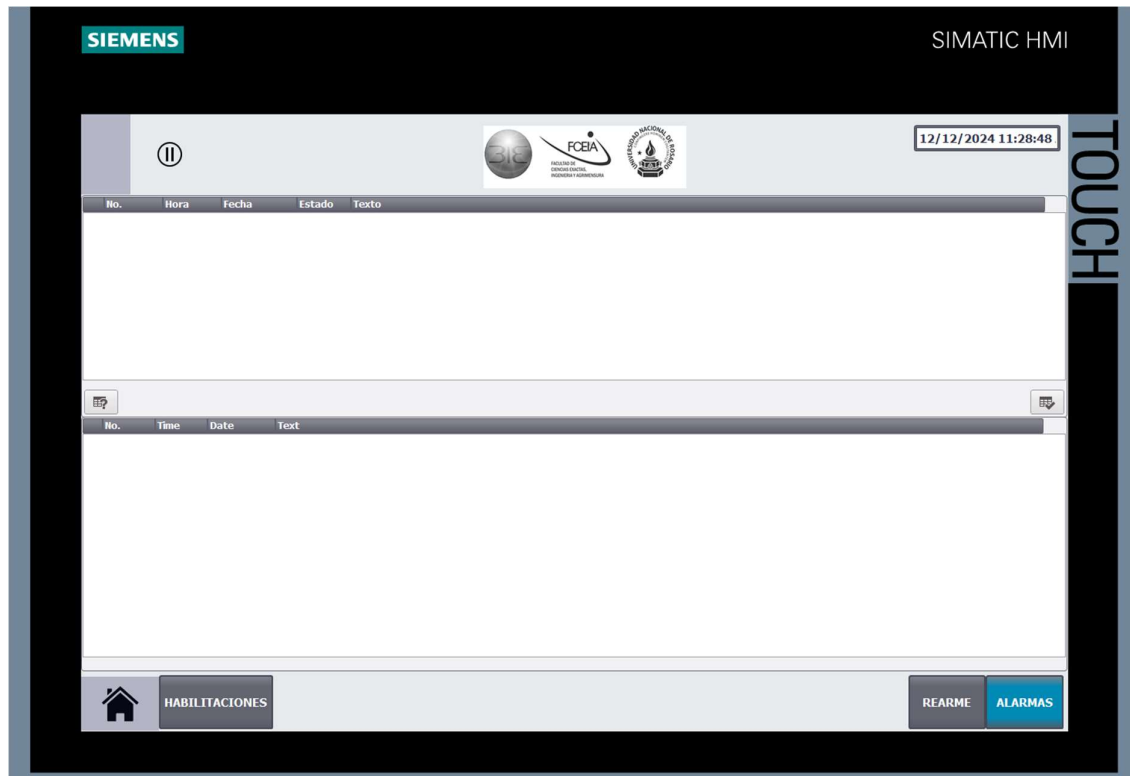 SIEMENS
SIMATIC HMI
TOUCH
FCEIA
FACULTAD DE
CIENCIAS EXACTAS,
INGENIERIA Y AGRIMENSURA
UNIVERSIDAD NACIONAL DE ROSARIO
12/12/2024 11:28:48
No. Hora Fecha Estado Texto
No. Time Date Text
HABILITACIONES
REARME
ALARMAS